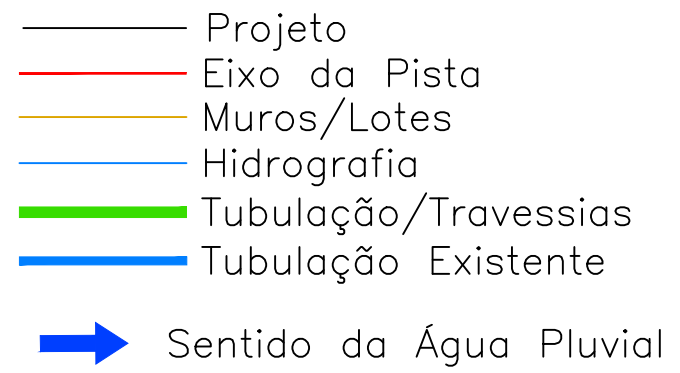 Projeto
Eixo da Pista
Muros/Lotes
Hidrografia
Tubulação/Travessias
Tubulação Existente
Sentido da Água Pluvial